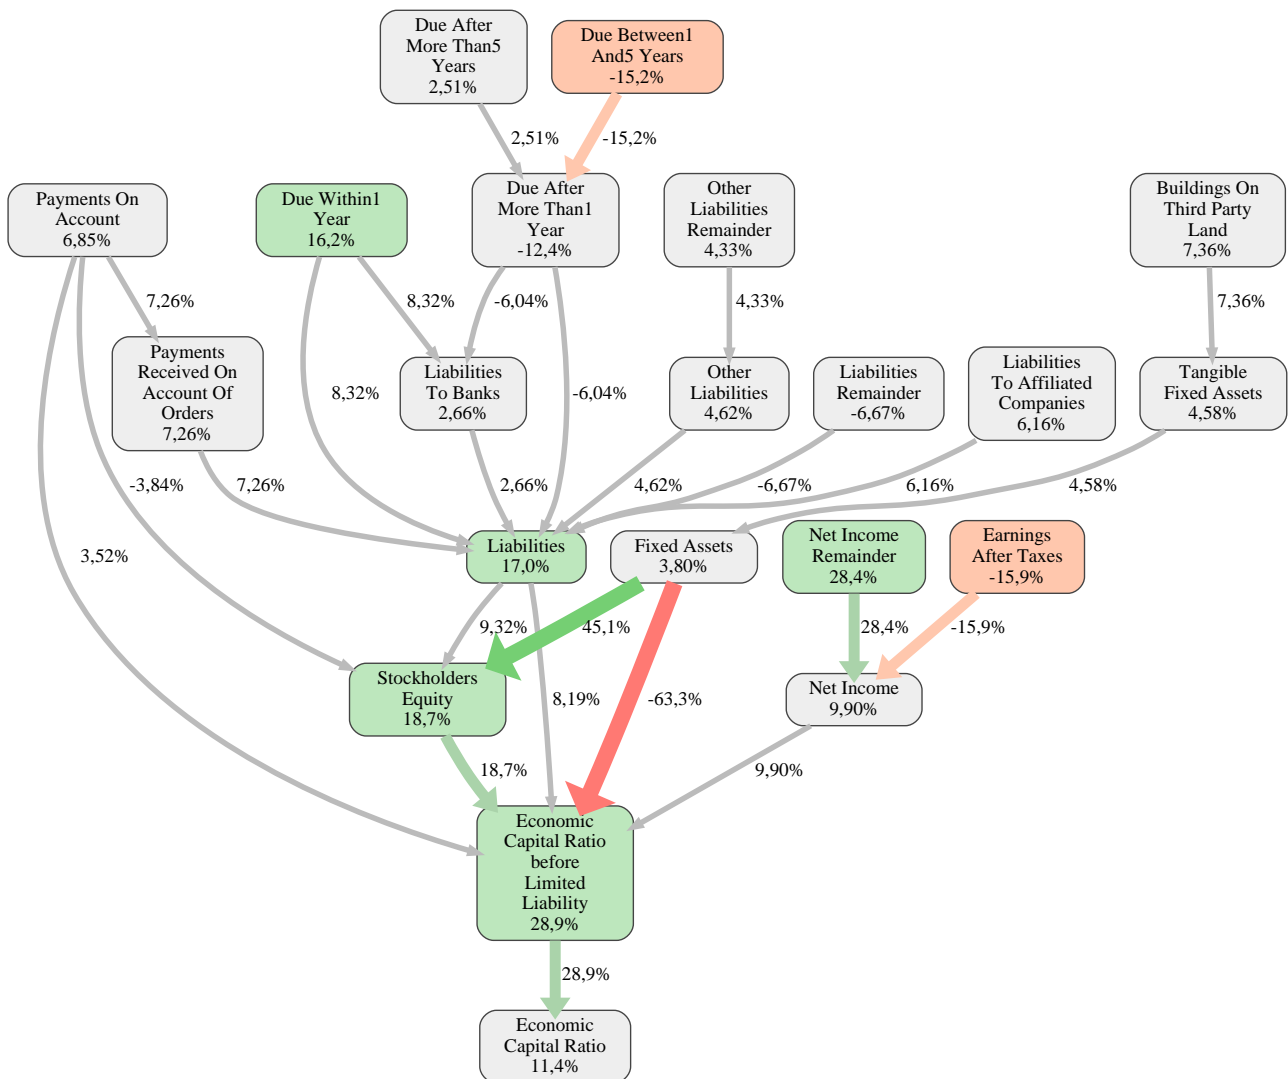 Due After
More Than5
Years
2,51%
Due Between1
And5 Years
-15,2%
2,51%
-15,2%
Payments On
Account
6,85%
Due Within1
Year
16,2%
Due After
More Than1
Year
-12,4%
Other
Liabilities
Remainder
4,33%
Buildings On
Third Party
Land
7,36%
7,26%
8,32%
-6,04%
4,33%
7,36%
Payments
Received On
Account Of
Orders
7,26%
Liabilities
To Banks
2,66%
Other
Liabilities
4,62%
Liabilities
Remainder
-6,67%
Liabilities
To Affiliated
Companies
6,16%
Tangible
Fixed Assets
4,58%
8,32%
-6,04%
-3,84%
7,26%
2,66%
4,62%
-6,67%
6,16%
4,58%
3,52%
Liabilities
17,0%
Fixed Assets
3,80%
Net Income
Remainder
28,4%
Earnings
After Taxes
-15,9%
9,32%
45,1%
28,4%
-15,9%
Stockholders
Equity
18,7%
8,19%
-63,3%
Net Income
9,90%
18,7%
9,90%
Economic
Capital Ratio
before
Limited
Liability
28,9%
28,9%
Economic
Capital Ratio
11,4%